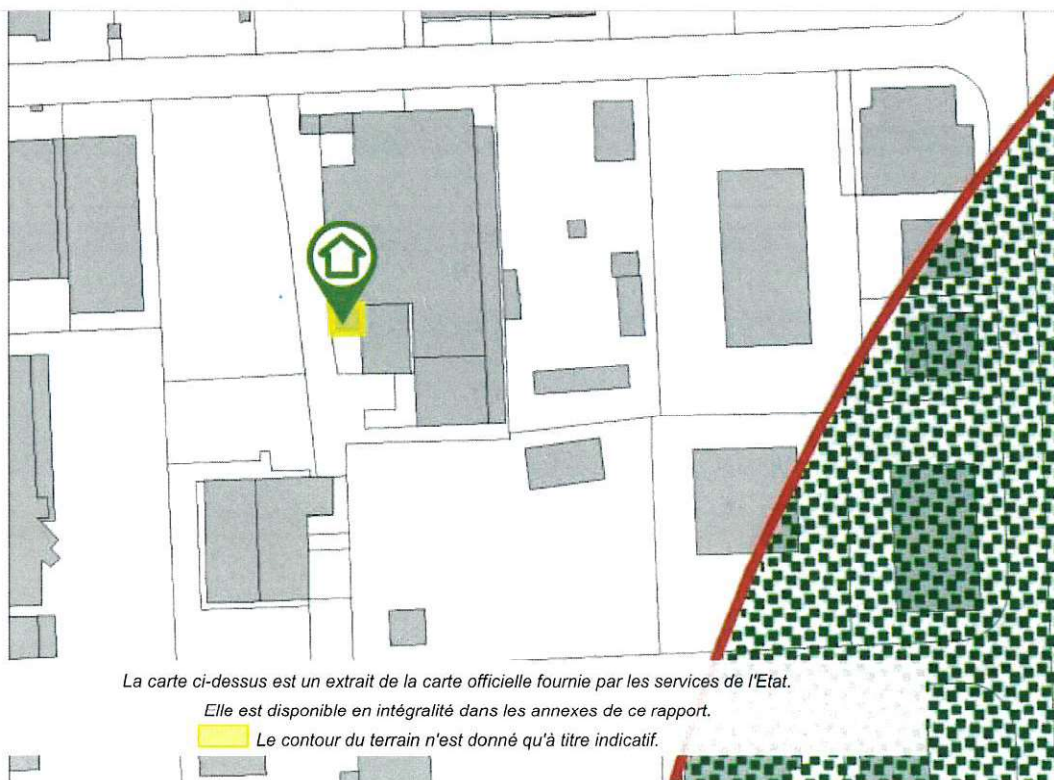 La carte ci-dessus est un extrait de la carte officielle fournie par les services de l'Etat.
Elle est disponible en intégralité dans les annexes de ce rapport.
Le contour du terrain n'est donné qu'à titre indicatif.